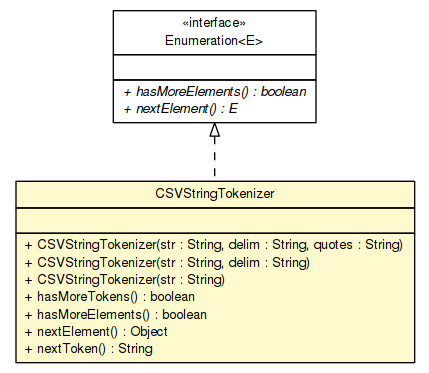 «interface»
Enumeration<E>
+ hasMoreElements() : boolean
+ nextElement() : E
CSVStringTokenizer
+ CSVStringTokenizer(str : String, delim : String, quotes : String)
+ CSVStringTokenizer(str : String, delim : String)
+ CSVStringTokenizer(str : String)
+ hasMoreTokens() : boolean
+ hasMoreElements() : boolean
+ nextElement() : Object
+ nextToken() : String